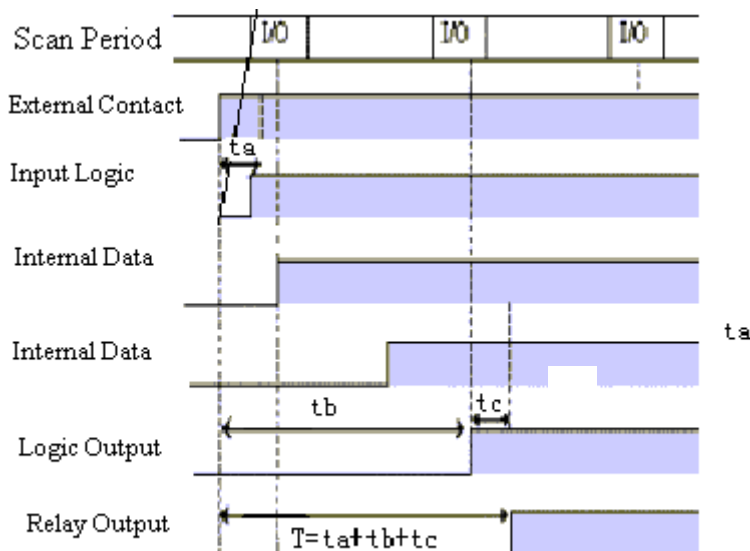 Scan Period I/O I/O I/O
External Contact
ta
Input Logic
Internal Data
ta
Internal Data
tb tc
Logic Output
Relay Output
T=ta+tb+tc